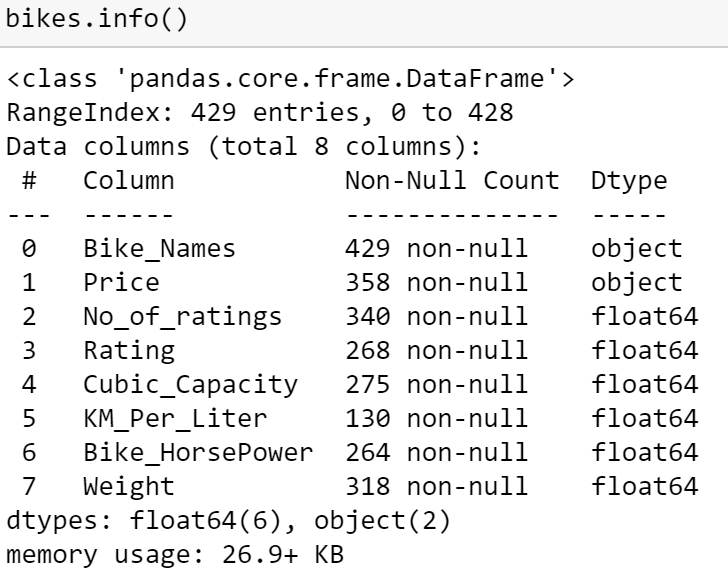 bikes.info()
<class 'pandas.core.frame.DataFrame'>
RangeIndex: 429 entries, 0 to 428
Data columns (total 8 columns):
 #   Column           Non-Null Count  Dtype
---  ------           --------------  -----
 0   Bike_Names       429 non-null    object
 1   Price            358 non-null    object
 2   No_of_ratings    340 non-null    float64
 3   Rating           268 non-null    float64
 4   Cubic_Capacity   275 non-null    float64
 5   KM_Per_Liter     130 non-null    float64
 6   Bike_HorsePower  264 non-null    float64
 7   Weight           318 non-null    float64
dtypes: float64(6), object(2)
memory usage: 26.9+ KB